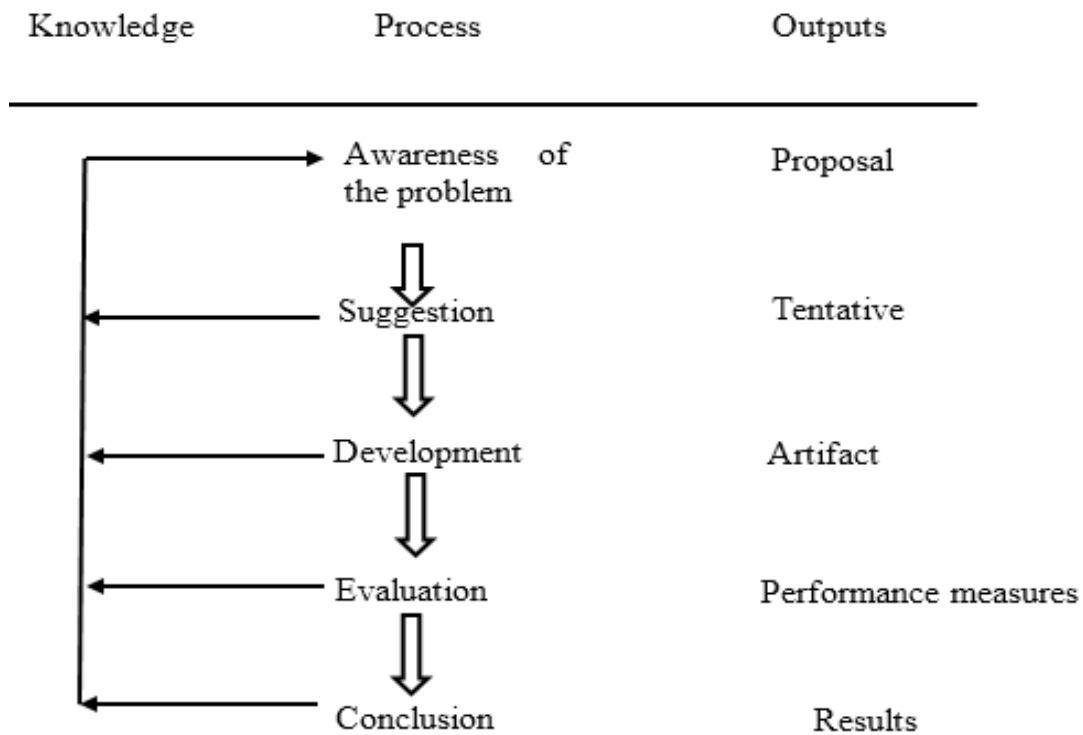 Knowledge Process Outputs
Awareness of Proposal
the problem
Suggestion Tentative
Development Artifact
Evaluation Performance measures
Conclusion Results